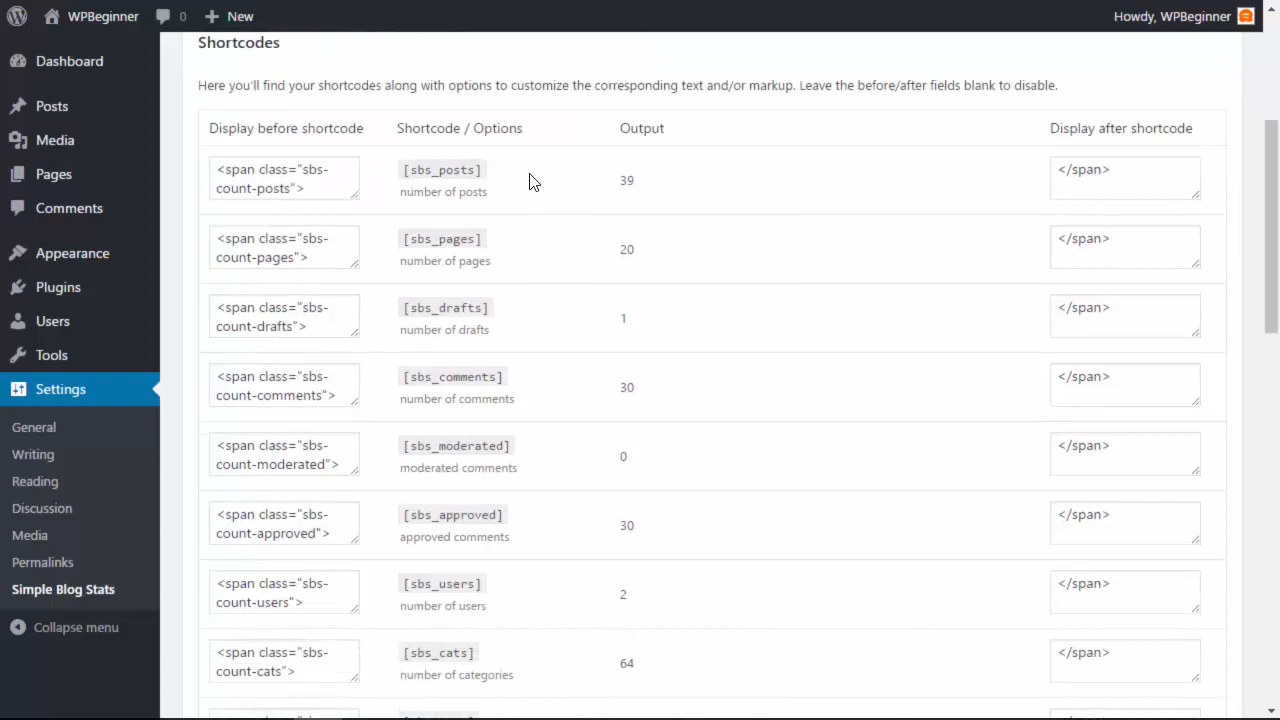 WPBeginner
0
New
Howdy, WPBeginner
Dashboard
Posts
Media
Pages
Comments
Appearance
Plugins
Users
Tools
Settings
General
Writing
Reading
Discussion
Media
Permalinks
Simple Blog Stats
Collapse menu
Shortcodes
Here you'll find your shortcodes along with options to customize the corresponding text and/or markup. Leave the before/after fields blank to disable.
Display before shortcode
Shortcode / Options
Output
Display after shortcode
<span class="sbs-
count-posts">
[sbs_posts]
number of posts
39
</span>
<span class="sbs-
count-pages">
[sbs_pages]
number of pages
20
</span>
<span class="sbs-
count-drafts">
[sbs_drafts]
number of drafts
1
</span>
<span class="sbs-
count-comments">
[sbs_comments]
number of comments
30
</span>
<span class="sbs-
count-moderated">
[sbs_moderated]
moderated comments
0
</span>
<span class="sbs-
count-approved">
[sbs_approved]
approved comments
30
</span>
<span class="sbs-
count-users">
[sbs_users]
number of users
2
</span>
<span class="sbs-
count-cats">
[sbs_cats]
number of categories
64
</span>